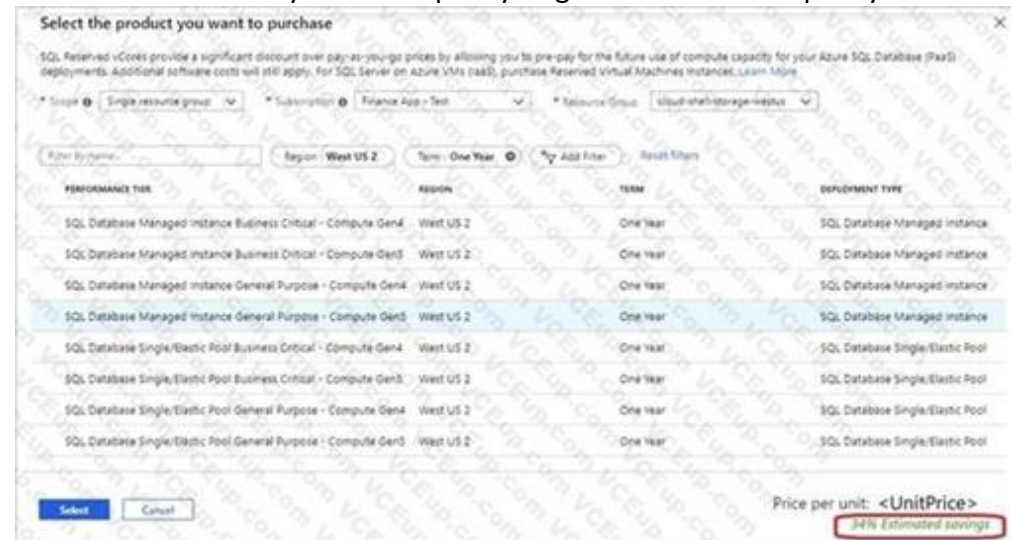 Select the product you want to purchase
SQL Reserved vCores provide a significant discount over pay-as-you-go prices by allowing you to pre-pay for the future use of compute capacity for your Azure SQL Database (PaaS)
deployments. Additional software costs will still apply. For SQL Server on Azure VMs (IaaS), purchase Reserved Virtual Machines instances. Learn More
* Scope Single resource group * Subscription Finance App - Test * Resource Group cloud-shell-storage-westus
Filter by name... Region : West US 2 Term : One Year Add Filter Reset filters
PERFORMANCE TIER REGION TERM DEPLOYMENT TYPE
SQL Database Managed Instance Business Critical - Compute Gen4 West US 2 One Year SQL Database Managed Instance
SQL Database Managed Instance Business Critical - Compute Gen5 West US 2 One Year SQL Database Managed Instance
SQL Database Managed Instance General Purpose - Compute Gen4 West US 2 One Year SQL Database Managed Instance
SQL Database Managed Instance General Purpose - Compute Gen5 West US 2 One Year SQL Database Managed Instance
SQL Database Single/Elastic Pool Business Critical - Compute Gen4 West US 2 One Year SQL Database Single/Elastic Pool
SQL Database Single/Elastic Pool Business Critical - Compute Gen5 West US 2 One Year SQL Database Single/Elastic Pool
SQL Database Single/Elastic Pool General Purpose - Compute Gen4 West US 2 One Year SQL Database Single/Elastic Pool
SQL Database Single/Elastic Pool General Purpose - Compute Gen5 West US 2 One Year SQL Database Single/Elastic Pool
Select Cancel Price per unit: <UnitPrice>
34% Estimated savings
VCEup.com